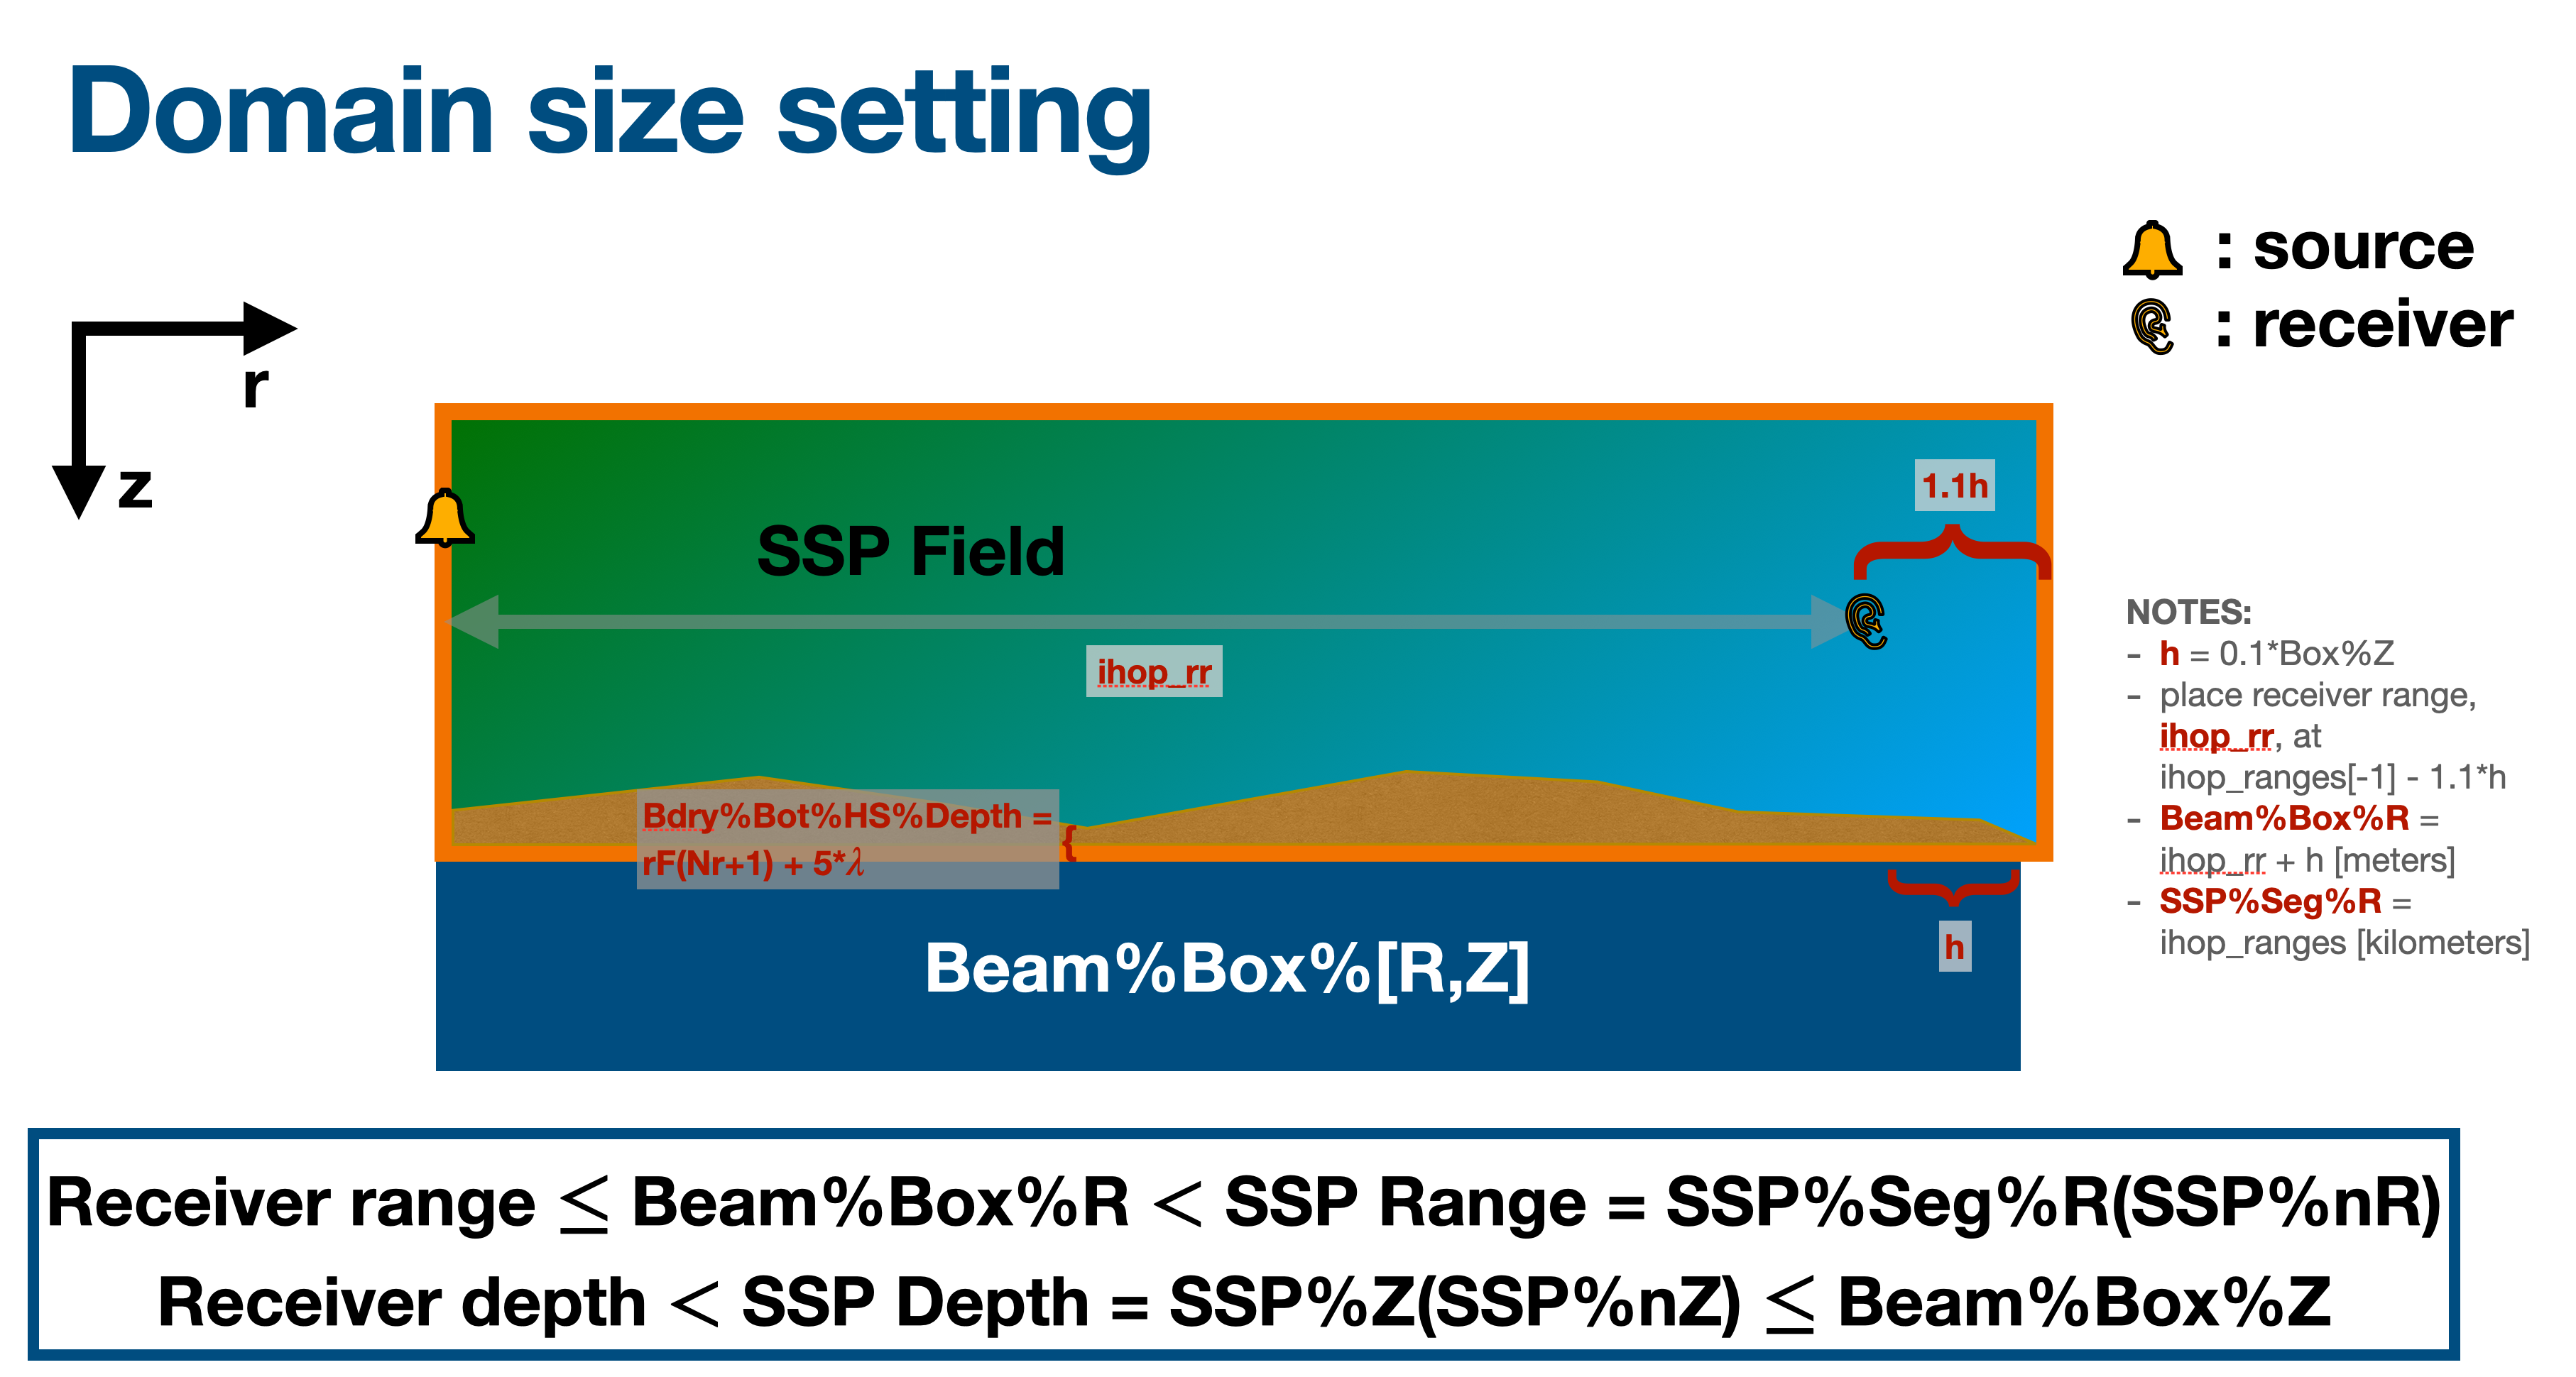 Domain size setting
: source
: receiver
r
z
1.1h
SSP Field
ihop_rr
Bdry%Bot%HS%Depth =
rF(Nr+1) + 5*λ
{
h
Beam%Box%[R,Z]
NOTES:
- h = 0.1*Box%Z
- place receiver range,
ihop_rr, at
ihop_ranges[-1] - 1.1*h
- Beam%Box%R =
ihop_rr + h [meters]
- SSP%Seg%R =
ihop_ranges [kilometers]
Receiver range ≤ Beam%Box%R < SSP Range = SSP%Seg%R(SSP%nR)
Receiver depth < SSP Depth = SSP%Z(SSP%nZ) ≤ Beam%Box%Z